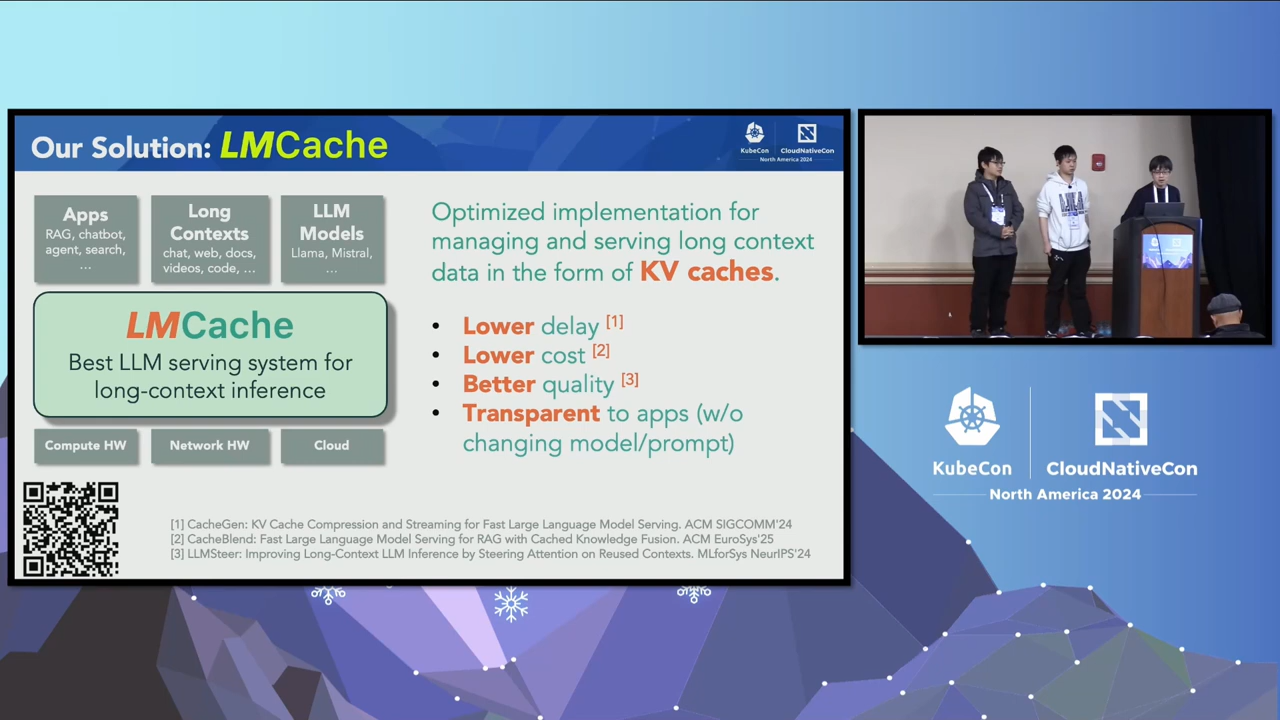 Our Solution: LMCache
KubeCon
CloudNativeCon
North America 2024
Apps
RAG, chatbot,
agent, search,
...
Long
Contexts
chat, web, docs,
videos, code, ...
LLM
Models
Llama, Mistral,
...
LMCache
Best LLM serving system for
long-context inference
Compute HW
Network HW
Cloud
Optimized implementation for
managing and serving long context
data in the form of KV caches.
• Lower delay [1]
• Lower cost [2]
• Better quality [3]
• Transparent to apps (w/o
changing model/prompt)
[1] CacheGen: KV Cache Compression and Streaming for Fast Large Language Model Serving. ACM SIGCOMM'24
[2] CacheBlend: Fast Large Language Model Serving for RAG with Cached Knowledge Fusion. ACM EuroSys'25
[3] LLMSteer: Improving Long-Context LLM Inference by Steering Attention on Reused Contexts. MLforSys NeurIPS'24
KubeCon
CloudNativeCon
North America 2024